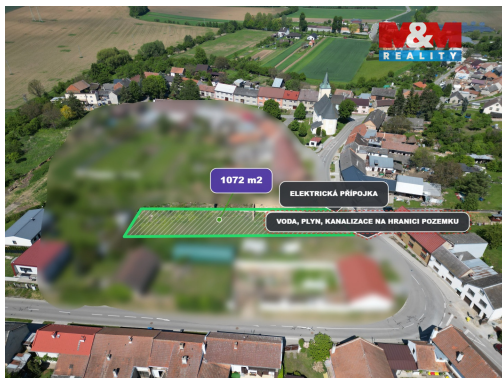 M&M
REALITY
1072 m2
ELEKTRICKÁ PŘÍPOJKA
VODA, PLYN, KANALIZACE NA HRANICI POZEMKU